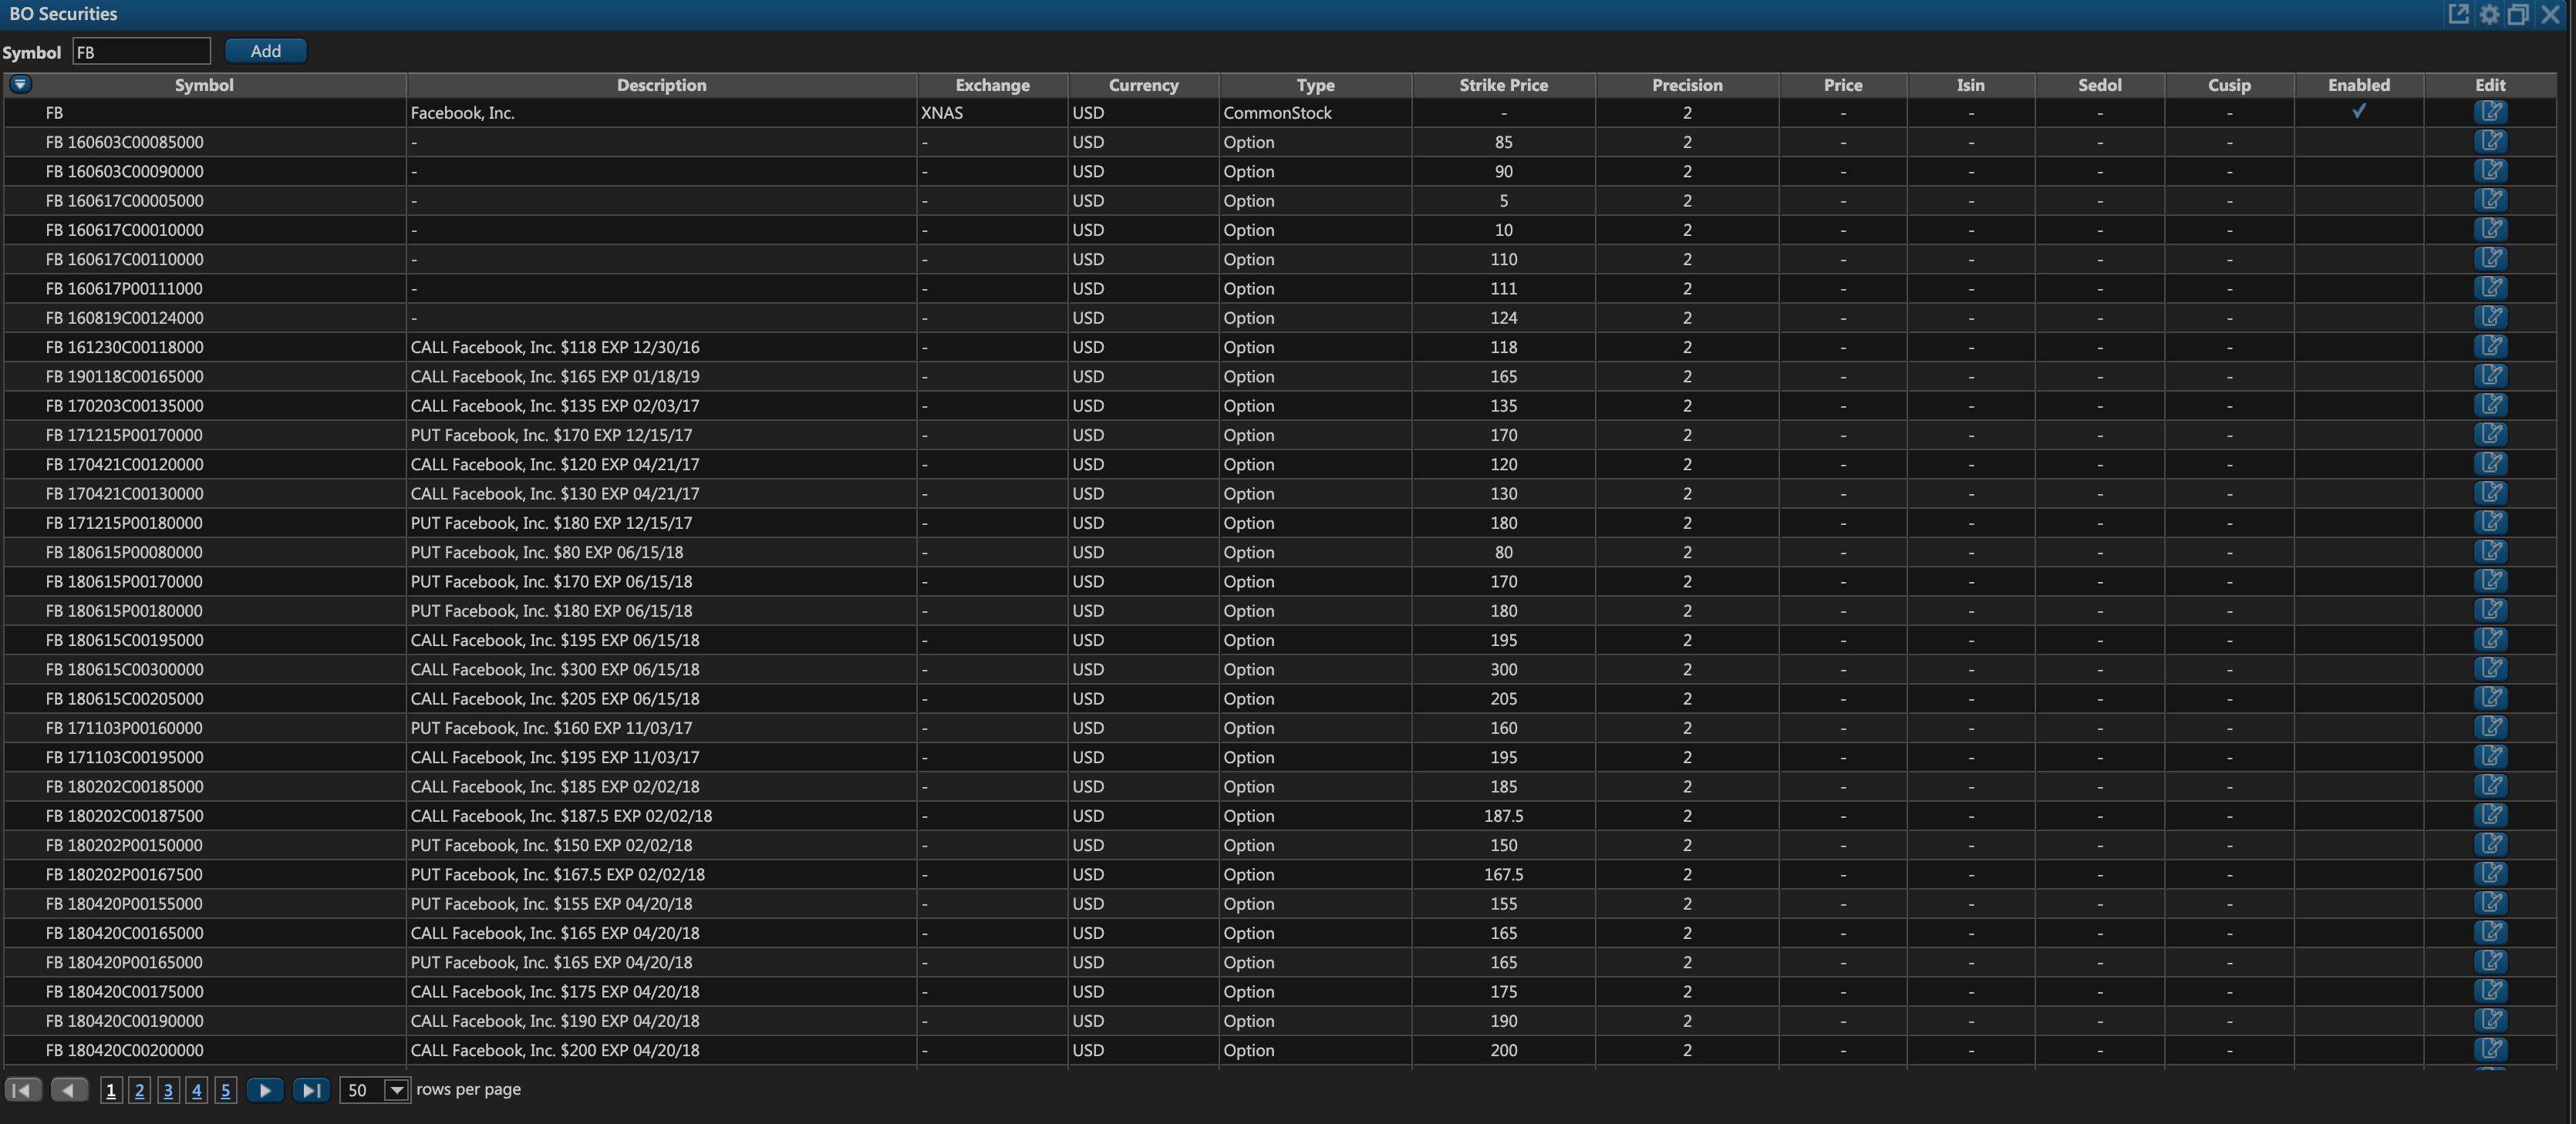 BO Securities
Symbol FB Add
Symbol Description Exchange Currency Type Strike Price Precision Price Isin Sedol Cusip Enabled Edit
FB Facebook, Inc. XNAS USD CommonStock - 2 - - - -
FB 160603C00085000 - - USD Option 85 2 - - - -
FB 160603C00090000 - - USD Option 90 2 - - - -
FB 160617C00005000 - - USD Option 5 2 - - - -
FB 160617C00010000 - - USD Option 10 2 - - - -
FB 160617C00110000 - - USD Option 110 2 - - - -
FB 160617P00111000 - - USD Option 111 2 - - - -
FB 160819C00124000 - - USD Option 124 2 - - - -
FB 161230C00118000 CALL Facebook, Inc. $118 EXP 12/30/16 - USD Option 118 2 - - - -
FB 190118C00165000 CALL Facebook, Inc. $165 EXP 01/18/19 - USD Option 165 2 - - - -
FB 170203C00135000 CALL Facebook, Inc. $135 EXP 02/03/17 - USD Option 135 2 - - - -
FB 171215P00170000 PUT Facebook, Inc. $170 EXP 12/15/17 - USD Option 170 2 - - - -
FB 170421C00120000 CALL Facebook, Inc. $120 EXP 04/21/17 - USD Option 120 2 - - - -
FB 170421C00130000 CALL Facebook, Inc. $130 EXP 04/21/17 - USD Option 130 2 - - - -
FB 171215P00180000 PUT Facebook, Inc. $180 EXP 12/15/17 - USD Option 180 2 - - - -
FB 180615P00080000 PUT Facebook, Inc. $80 EXP 06/15/18 - USD Option 80 2 - - - -
FB 180615P00170000 PUT Facebook, Inc. $170 EXP 06/15/18 - USD Option 170 2 - - - -
FB 180615P00180000 PUT Facebook, Inc. $180 EXP 06/15/18 - USD Option 180 2 - - - -
FB 180615C00195000 CALL Facebook, Inc. $195 EXP 06/15/18 - USD Option 195 2 - - - -
FB 180615C00300000 CALL Facebook, Inc. $300 EXP 06/15/18 - USD Option 300 2 - - - -
FB 180615C00205000 CALL Facebook, Inc. $205 EXP 06/15/18 - USD Option 205 2 - - - -
FB 171103P00160000 PUT Facebook, Inc. $160 EXP 11/03/17 - USD Option 160 2 - - - -
FB 171103C00195000 CALL Facebook, Inc. $195 EXP 11/03/17 - USD Option 195 2 - - - -
FB 180202C00185000 CALL Facebook, Inc. $185 EXP 02/02/18 - USD Option 185 2 - - - -
FB 180202C00187500 CALL Facebook, Inc. $187.5 EXP 02/02/18 - USD Option 187.5 2 - - - -
FB 180202P00150000 PUT Facebook, Inc. $150 EXP 02/02/18 - USD Option 150 2 - - - -
FB 180202P00167500 PUT Facebook, Inc. $167.5 EXP 02/02/18 - USD Option 167.5 2 - - - -
FB 180420P00155000 PUT Facebook, Inc. $155 EXP 04/20/18 - USD Option 155 2 - - - -
FB 180420C00165000 CALL Facebook, Inc. $165 EXP 04/20/18 - USD Option 165 2 - - - -
FB 180420P00165000 PUT Facebook, Inc. $165 EXP 04/20/18 - USD Option 165 2 - - - -
FB 180420C00175000 CALL Facebook, Inc. $175 EXP 04/20/18 - USD Option 175 2 - - - -
FB 180420C00190000 CALL Facebook, Inc. $190 EXP 04/20/18 - USD Option 190 2 - - - -
FB 180420C00200000 CALL Facebook, Inc. $200 EXP 04/20/18 - USD Option 200 2 - - - -
1 2 3 4 5 50 rows per page